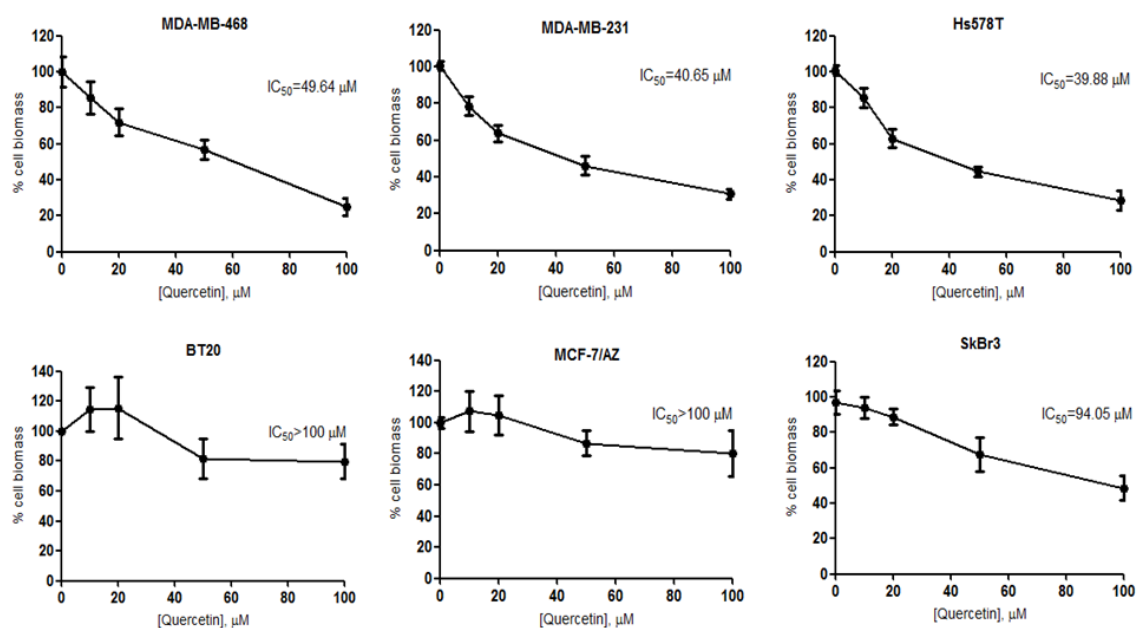 MDA-MB-468
120
100
80
60
40
20
0
% cell biomass
IC50=49.64 μM
0 20 40 60 80 100
[Quercetin], μM
MDA-MB-231
120
100
80
60
40
20
0
% cell biomass
IC50=40.65 μM
0 20 40 60 80 100
[Quercetin], μM
Hs578T
120
100
80
60
40
20
0
% cell biomass
IC50=39.88 μM
0 20 40 60 80 100
[Quercetin], μM
BT20
140
120
100
80
60
40
20
0
% cell biomass
IC50>100 μM
0 20 40 60 80 100
[Quercetin], μM
MCF-7/AZ
140
120
100
80
60
40
20
0
% cell biomass
IC50>100 μM
0 20 40 60 80 100
[Quercetin], μM
SkBr3
120
100
80
60
40
20
0
% cell biomass
IC50=94.05 μM
0 20 40 60 80 100
[Quercetin], μM